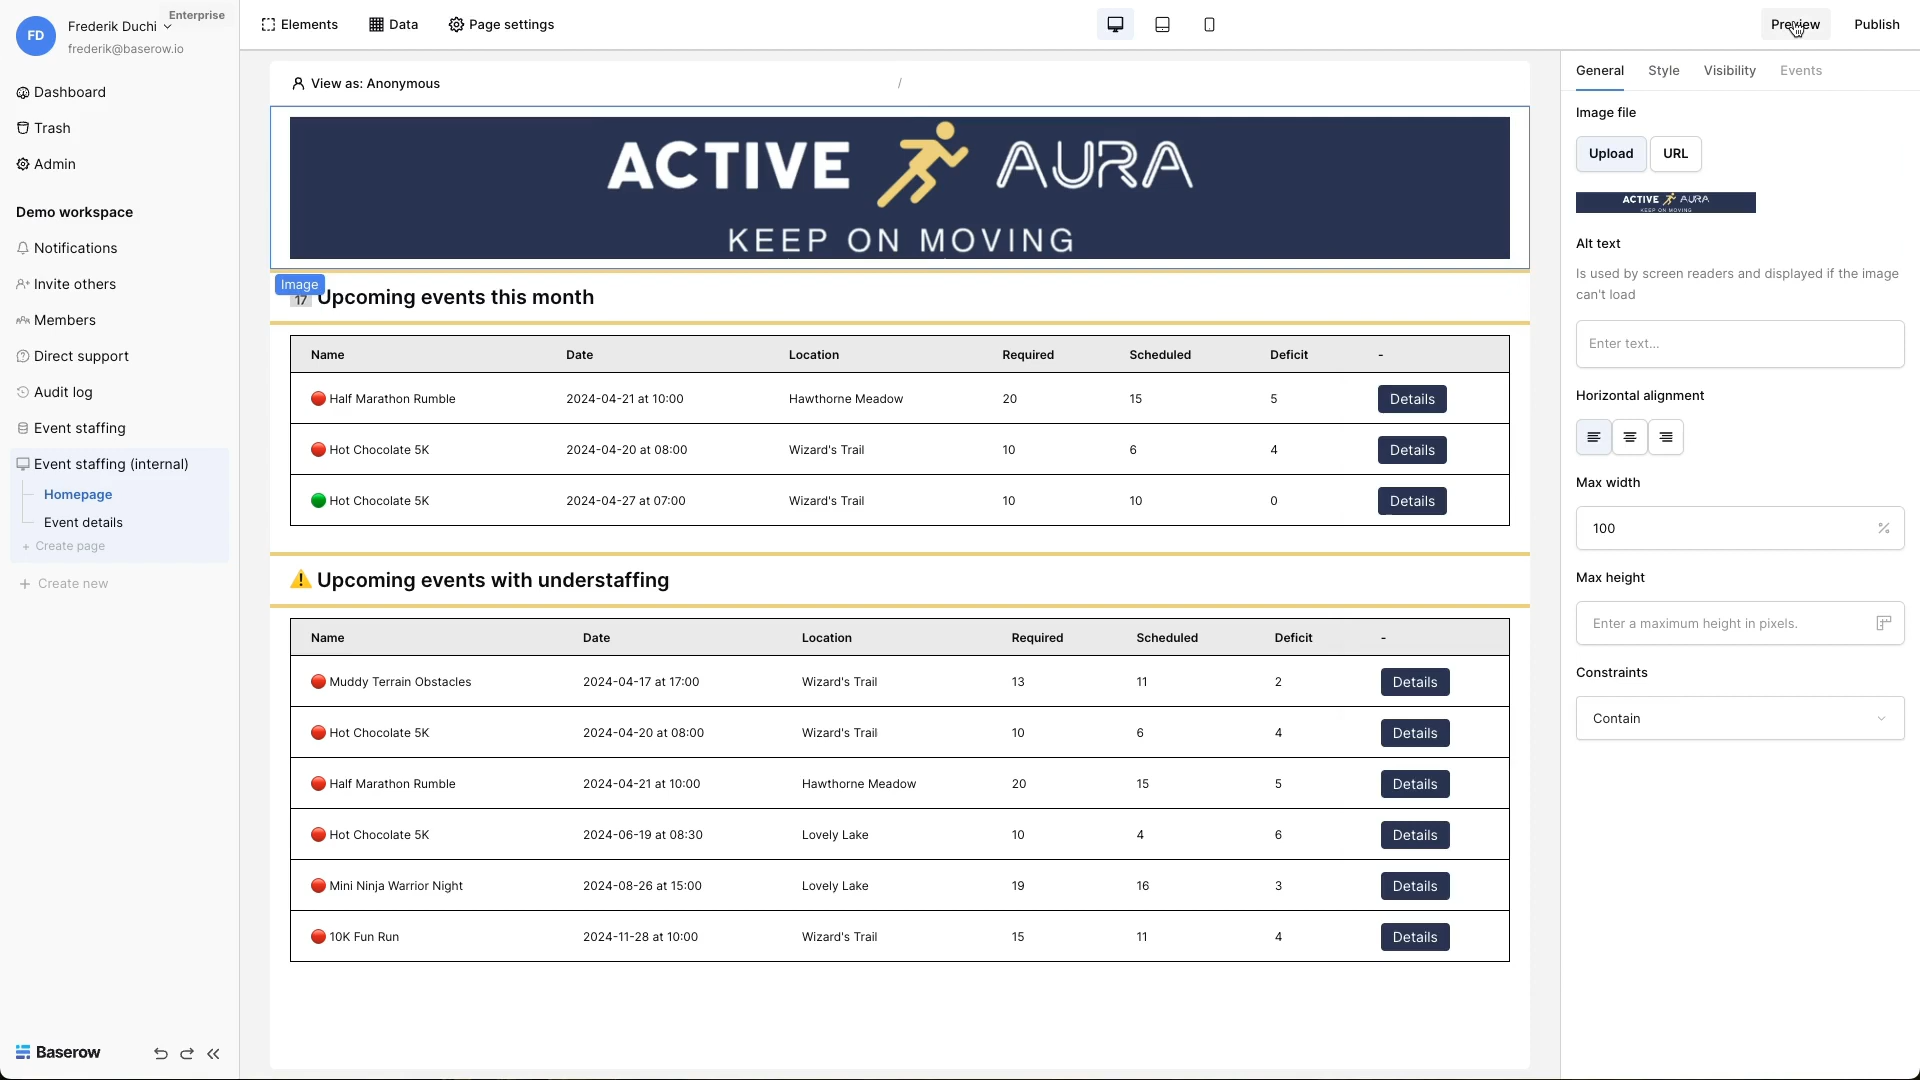 Enterprise
FD
Frederik Duchi
frederik@baserow.io
Dashboard
Trash
Admin
Demo workspace
Notifications
Invite others
Members
Direct support
Audit log
Event staffing
Event staffing (internal)
Homepage
Event details
+ Create page
+ Create new
Baserow
Elements
Data
Page settings
Preview
Publish
View as: Anonymous
/
ACTIVE AURA
KEEP ON MOVING
Image
17 Upcoming events this month
Name Date Location Required Scheduled Deficit -
Half Marathon Rumble 2024-04-21 at 10:00 Hawthorne Meadow 20 15 5 Details
Hot Chocolate 5K 2024-04-20 at 08:00 Wizard's Trail 10 6 4 Details
Hot Chocolate 5K 2024-04-27 at 07:00 Wizard's Trail 10 10 0 Details
Upcoming events with understaffing
Name Date Location Required Scheduled Deficit -
Muddy Terrain Obstacles 2024-04-17 at 17:00 Wizard's Trail 13 11 2 Details
Hot Chocolate 5K 2024-04-20 at 08:00 Wizard's Trail 10 6 4 Details
Half Marathon Rumble 2024-04-21 at 10:00 Hawthorne Meadow 20 15 5 Details
Hot Chocolate 5K 2024-06-19 at 08:30 Lovely Lake 10 4 6 Details
Mini Ninja Warrior Night 2024-08-26 at 15:00 Lovely Lake 19 16 3 Details
10K Fun Run 2024-11-28 at 10:00 Wizard's Trail 15 11 4 Details
General Style Visibility Events
Image file
Upload URL
ACTIVE AURA
KEEP ON MOVING
Alt text
Is used by screen readers and displayed if the image
can't load
Enter text...
Horizontal alignment
Max width
100 %
Max height
Enter a maximum height in pixels.
Constraints
Contain